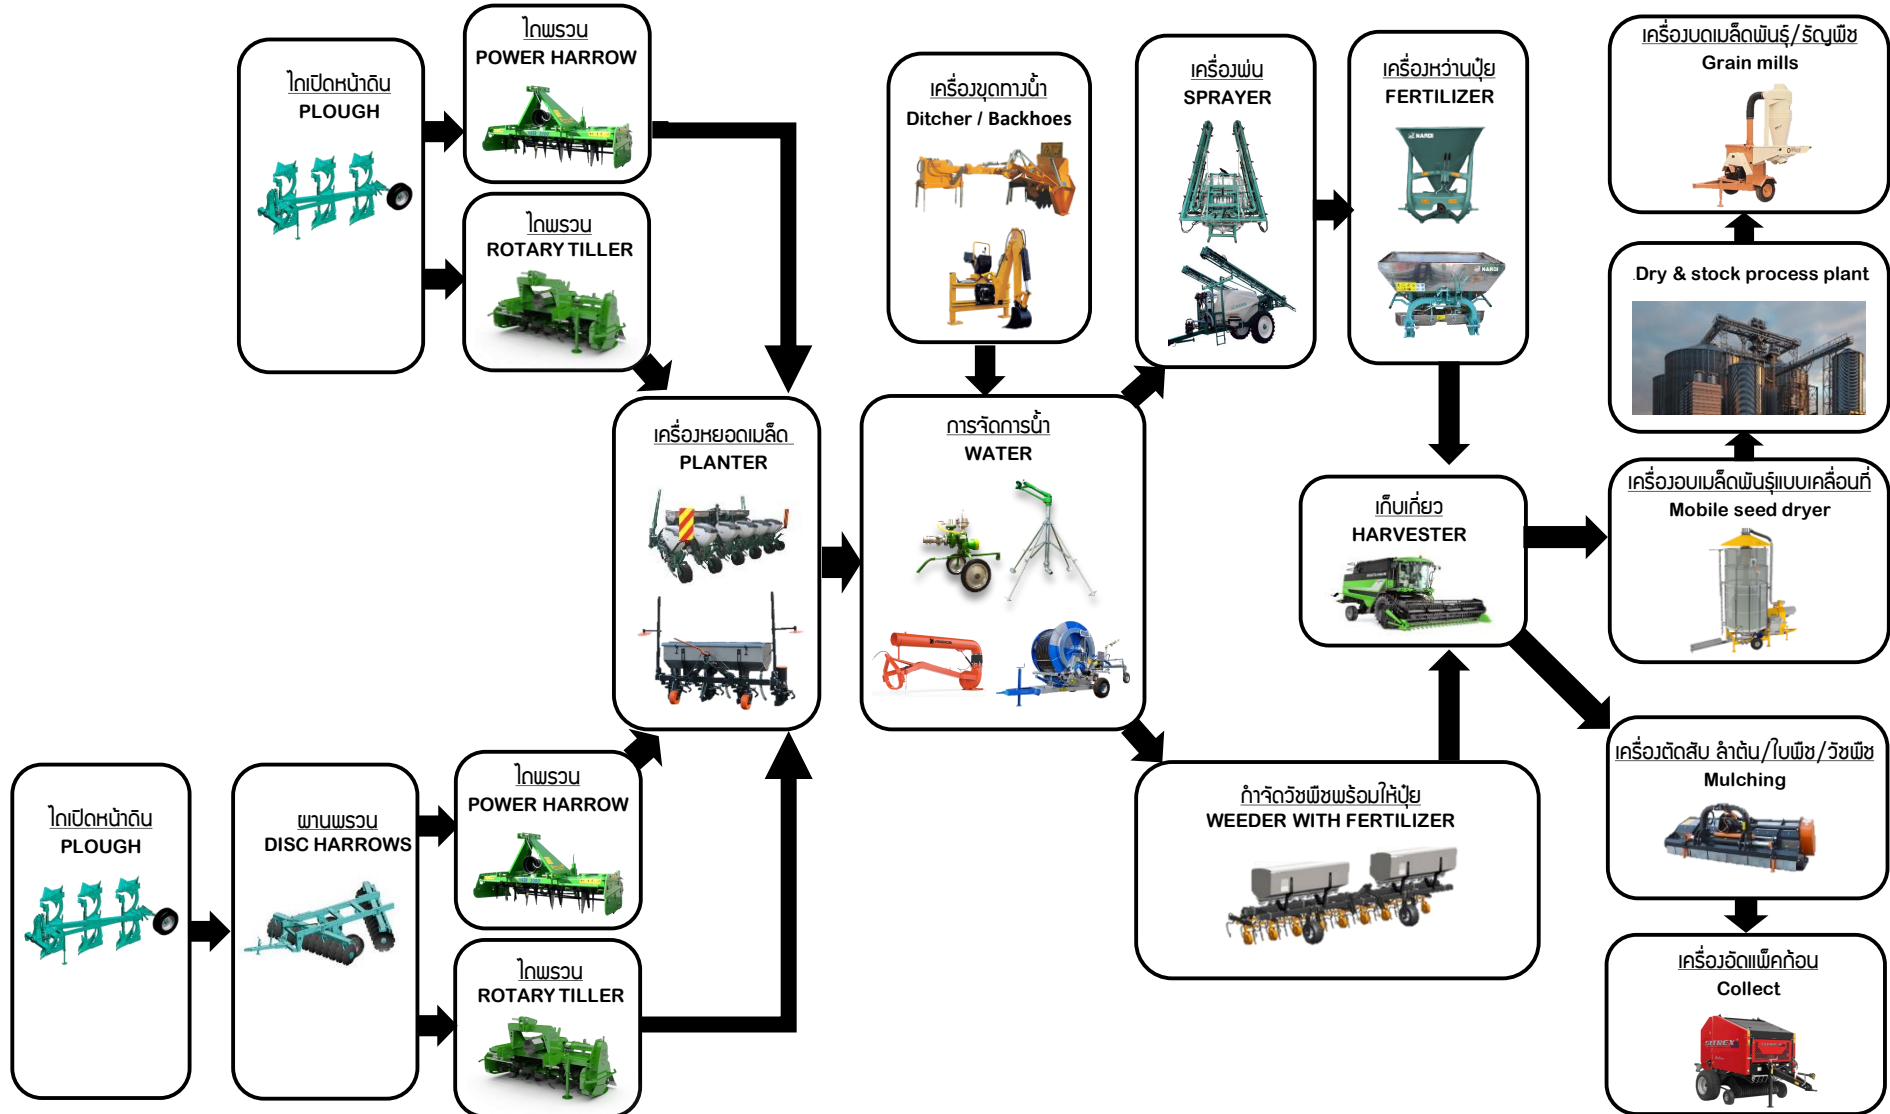 ไถเปิดหน้าดิน
PLOUGH
ไถพรวน
POWER HARROW
ไถพรวน
ROTARY TILLER
ไถเปิดหน้าดิน
PLOUGH
ผานพรวน
DISC HARROWS
ไถพรวน
POWER HARROW
ไถพรวน
ROTARY TILLER
เครื่องหยอดเมล็ด
PLANTER
เครื่องขุดทางน้ำ
Ditcher / Backhoes
การจัดการน้ำ
WATER
เครื่องพ่น
SPRAYER
เครื่องหว่านปุ๋ย
FERTILIZER
NARDI
NARDI
กำจัดวัชพืชพร้อมให้ปุ๋ย
WEEDER WITH FERTILIZER
เก็บเกี่ยว
HARVESTER
เครื่องบดเมล็ดพันธุ์/ธัญพืช
Grain mills
Dry & stock process plant
เครื่องอบเมล็ดพันธุ์แบบเคลื่อนที่
Mobile seed dryer
เครื่องตัดสับ ลำต้น/ใบพืช/วัชพืช
Mulching
เครื่องอัดแพ็คก้อน
Collect
SITREX